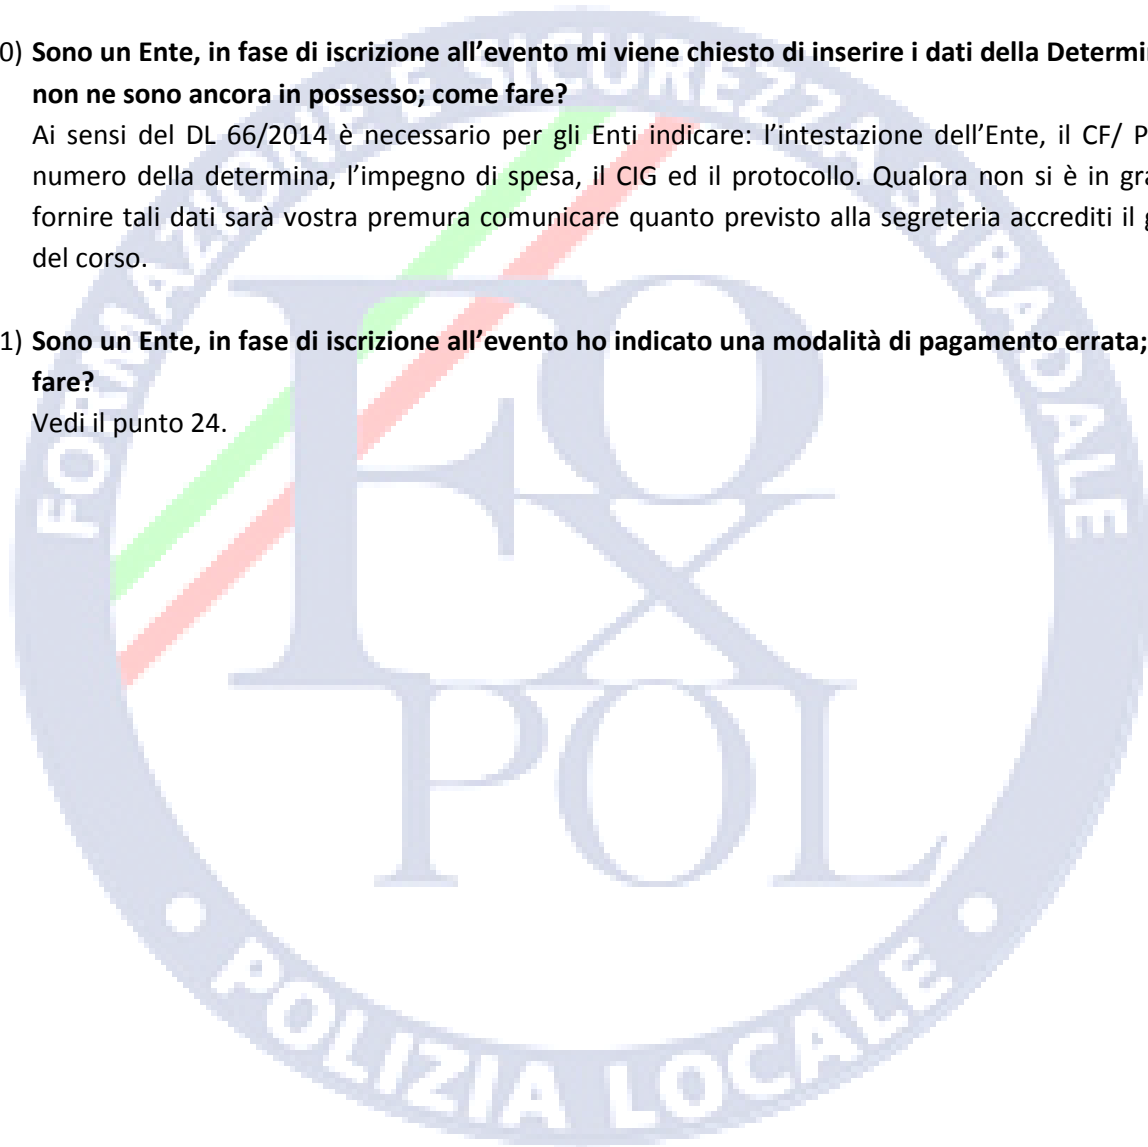 0) Sono un Ente, in fase di iscrizione all’evento mi viene chiesto di inserire i dati della Determi
non ne sono ancora in possesso; come fare?
Ai sensi del DL 66/2014 è necessario per gli Enti indicare: l’intestazione dell’Ente, il CF/ P
numero della determina, l’impegno di spesa, il CIG ed il protocollo. Qualora non si è in gra
fornire tali dati sarà vostra premura comunicare quanto previsto alla segreteria accrediti il g
del corso.
1) Sono un Ente, in fase di iscrizione all’evento ho indicato una modalità di pagamento errata;
fare?
Vedi il punto 24.
FORMAZIONE E SICUREZZA STRADALE
FOX
POL
POLIZIA LOCALE